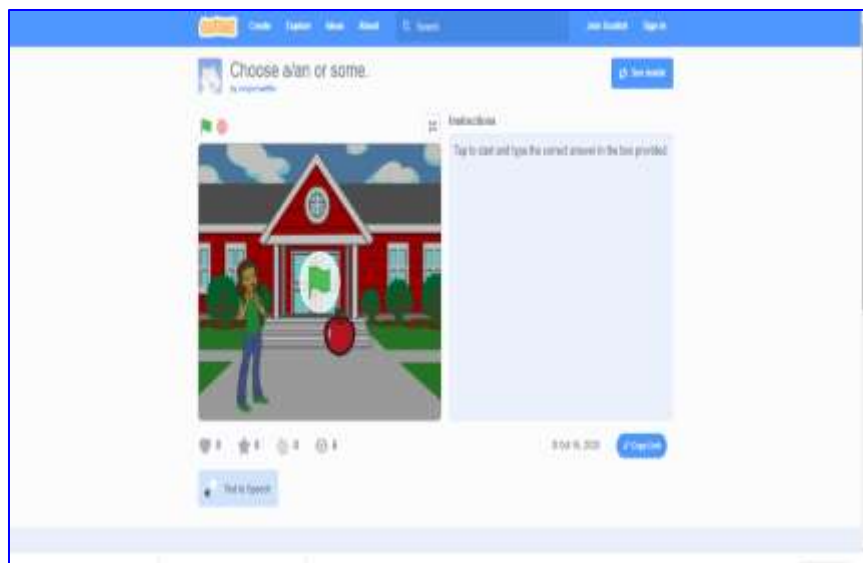 Create Explore Ideas About Search Join Scratch Sign in
Choose a/an or some.
by
See inside
Instructions
Tap to start and type the correct answer in the box provided
Copy Link
Text to Speech